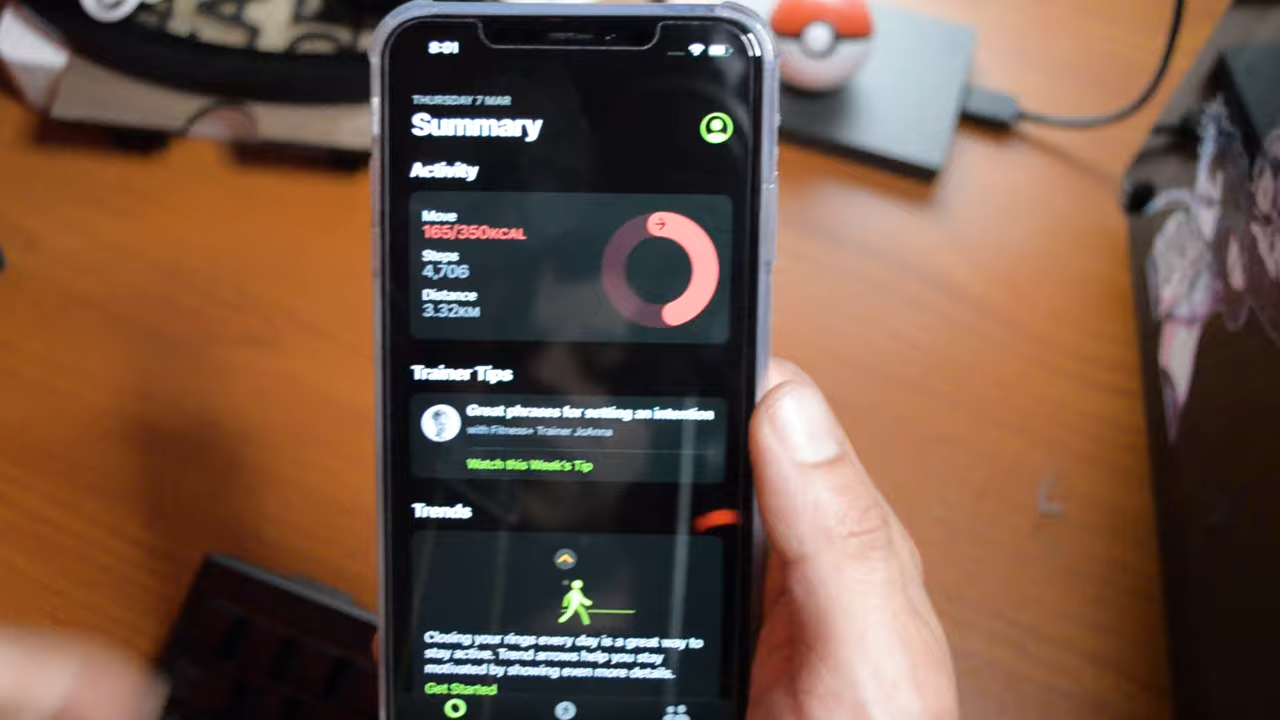 8:01
THURSDAY 7 MAR
Summary
Activity
Move
165/350KCAL
Steps
4,706
Distance
3.32KM
Trainer Tips
Great phrases for setting an intention
with Fitness+ Trainer JoAnna
Watch this Week's Tip
Trends
Closing your rings every day is a great way to
stay active. Trend arrows help you stay
motivated by showing even more details.
Get Started